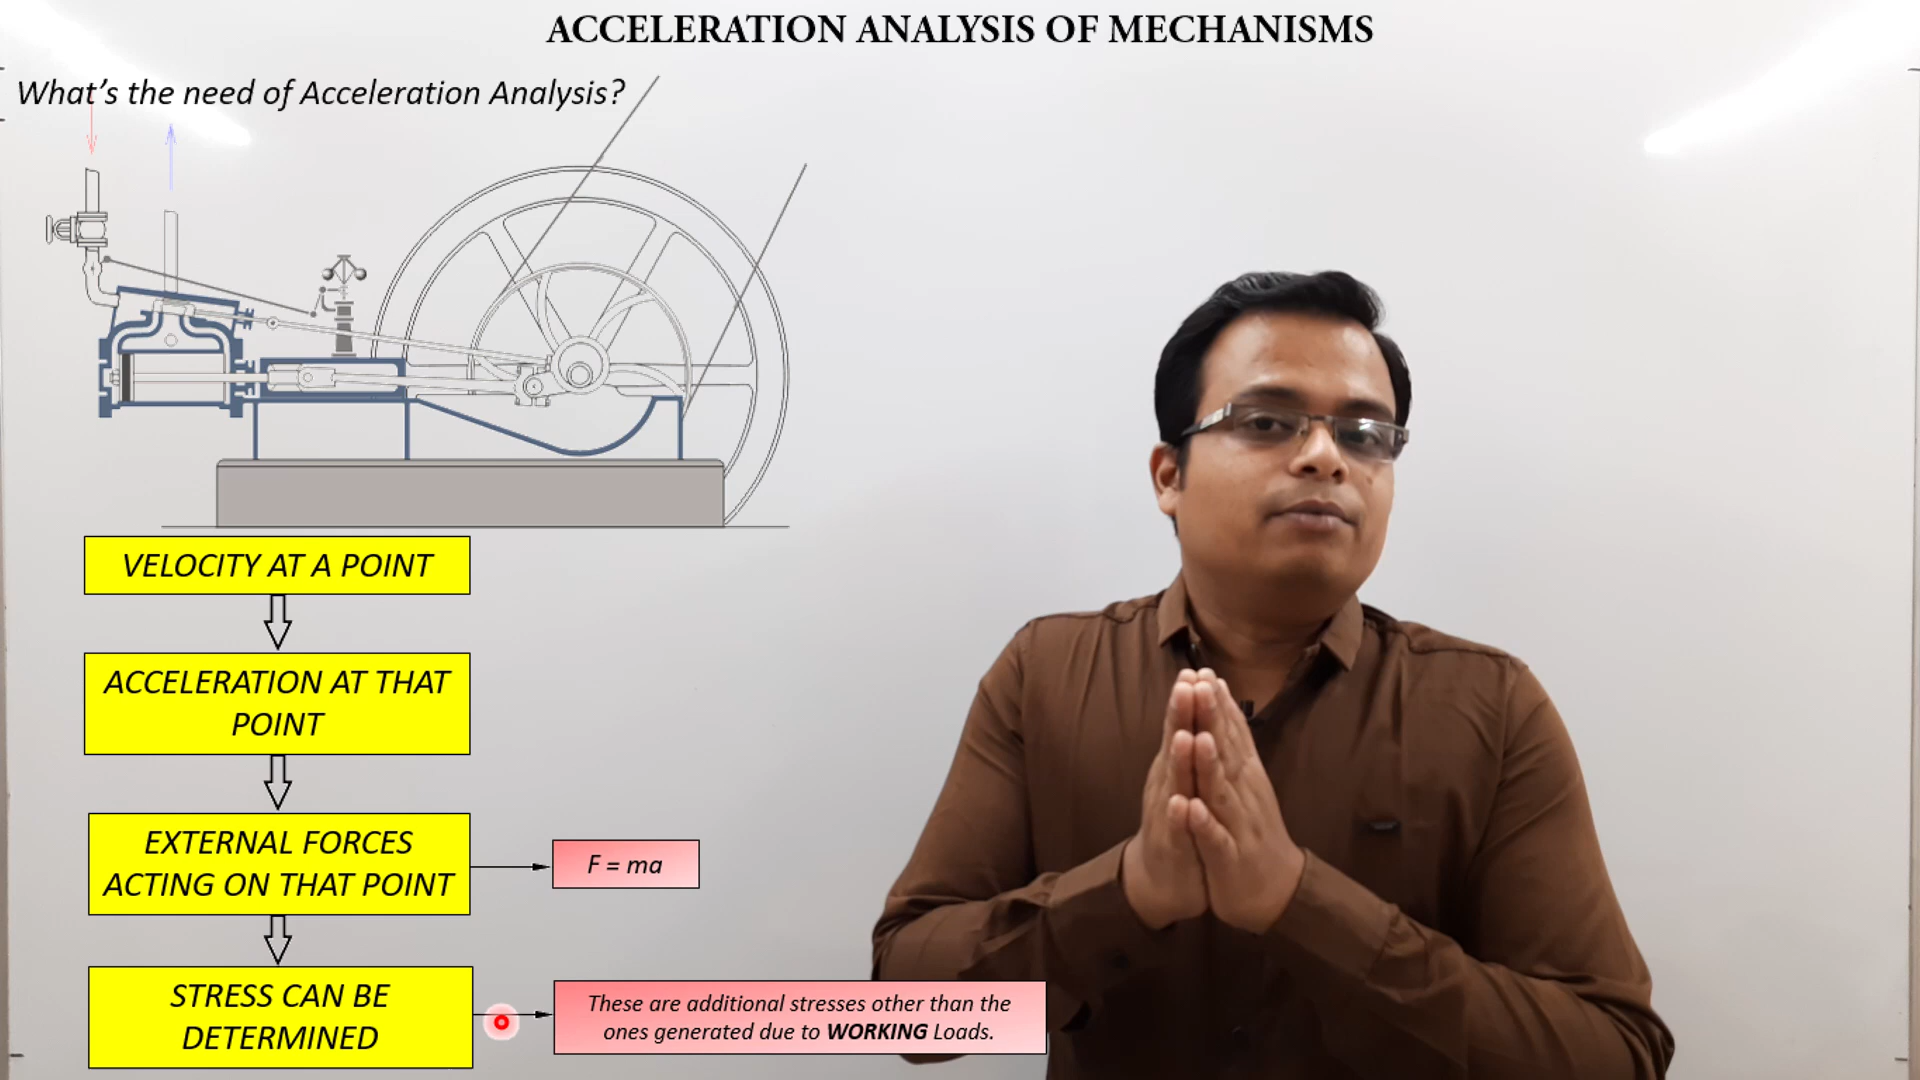 ACCELERATION ANALYSIS OF MECHANISMS
What's the need of Acceleration Analysis?
VELOCITY AT A POINT
ACCELERATION AT THAT
POINT
EXTERNAL FORCES
ACTING ON THAT POINT
F = ma
STRESS CAN BE
DETERMINED
These are additional stresses other than the
ones generated due to WORKING Loads.